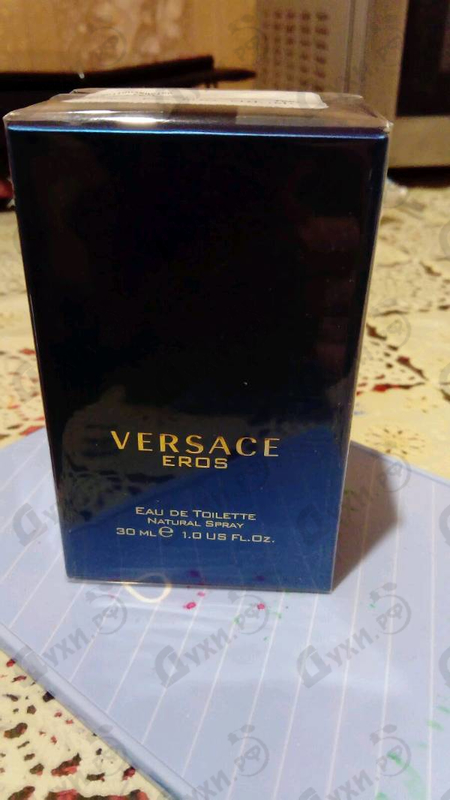 VERSACE
EROS
EAU DE TOILETTE
NATURAL SPRAY
30 ML ℮ 1.0 US FL.OZ.
Духи.рф